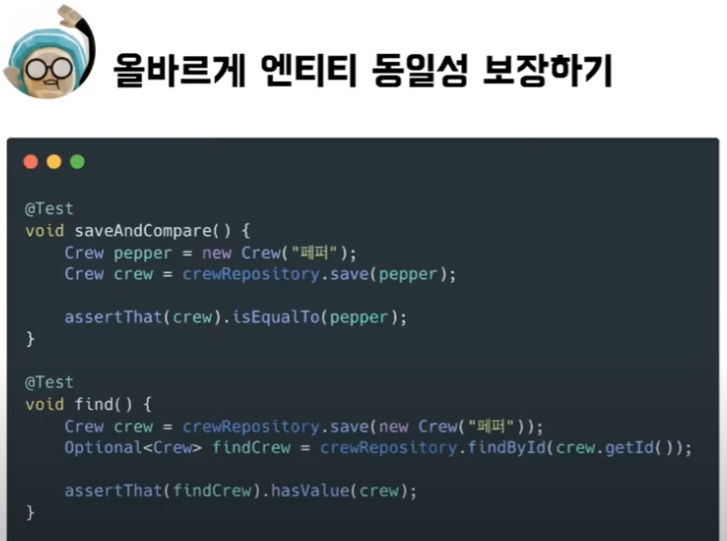 올바르게 엔티티 동일성 보장하기
@Test
void saveAndCompare() {
    Crew pepper = new Crew("페퍼");
    Crew crew = crewRepository.save(pepper);
    assertThat(crew).isEqualTo(pepper);
}
@Test
void find() {
    Crew crew = crewRepository.save(new Crew("페퍼"));
    Optional<Crew> findCrew = crewRepository.findById(crew.getId());
    assertThat(findCrew).hasValue(crew);
}